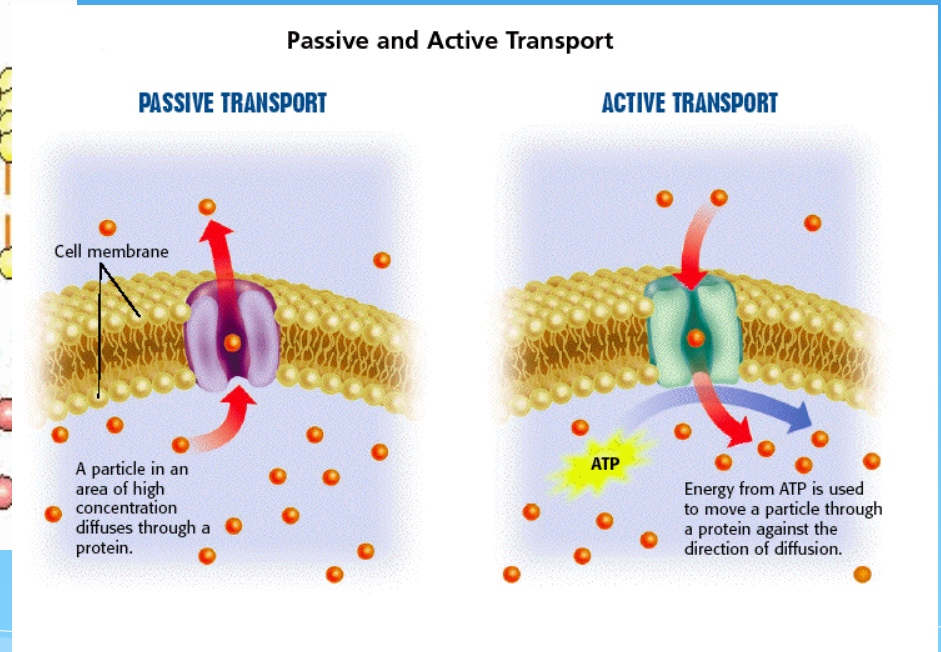 Passive and Active Transport
PASSIVE TRANSPORT
Cell membrane
A particle in an
area of high
concentration
diffuses through a
protein.
ACTIVE TRANSPORT
ATP
Energy from ATP is used
to move a particle through
a protein against the
direction of diffusion.